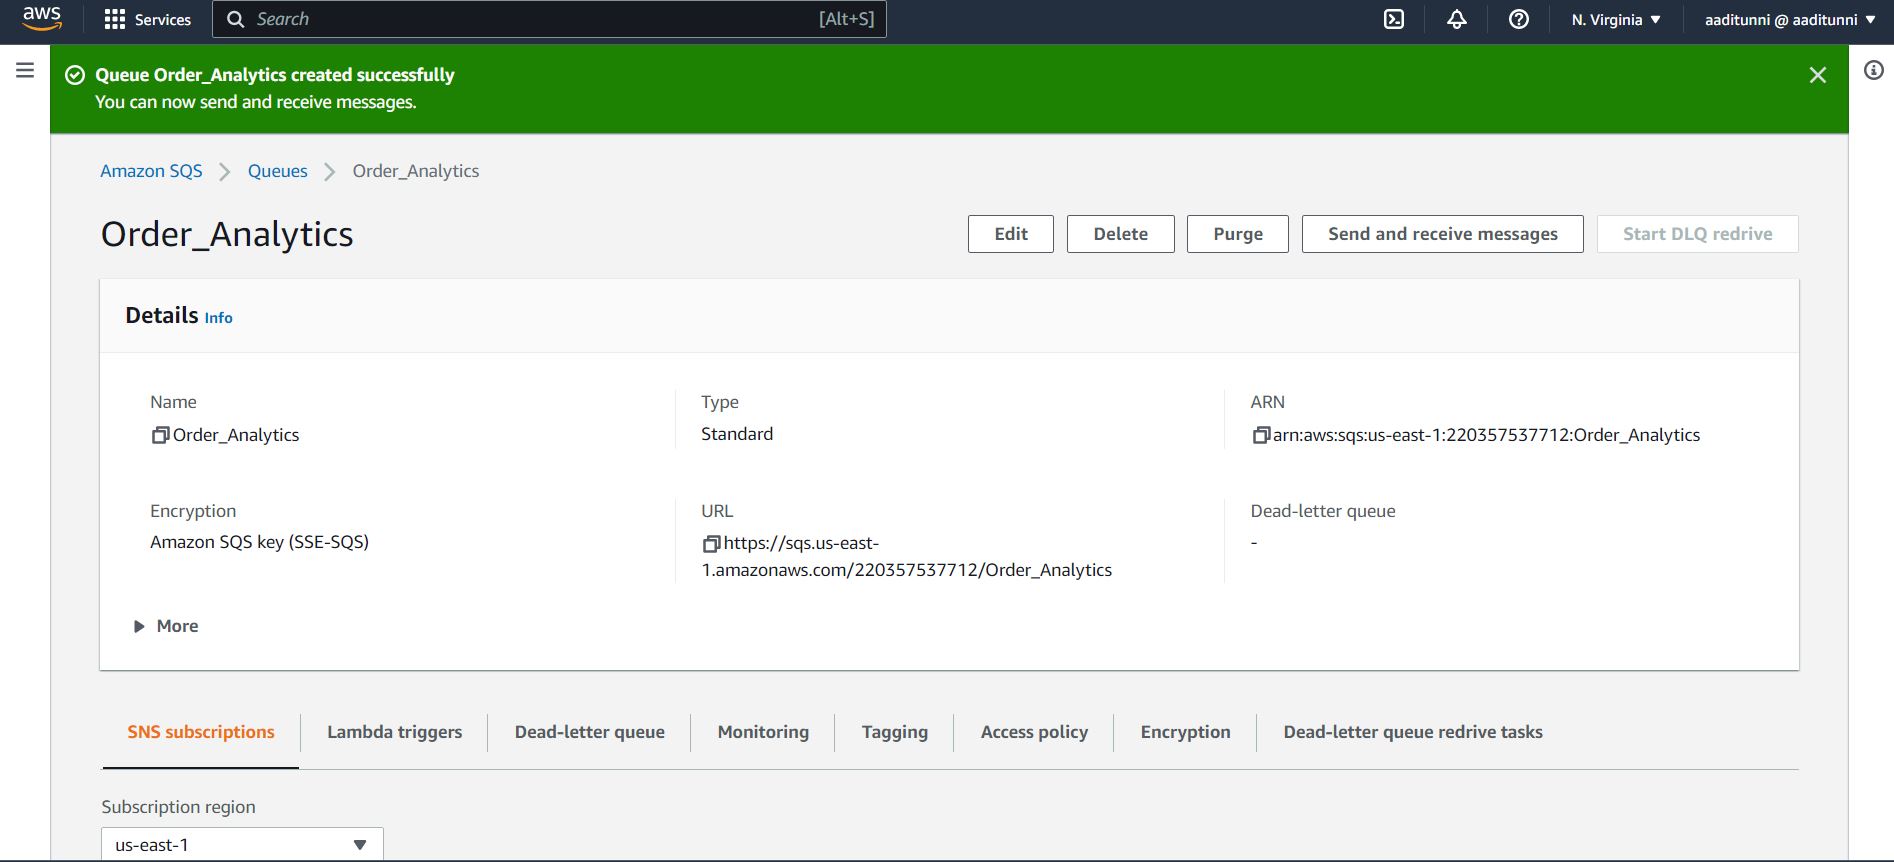 aws Services Search [Alt+S] N. Virginia aaditunni @ aaditunni
Queue Order_Analytics created successfully
You can now send and receive messages.
Amazon SQS Queues Order_Analytics
Order_Analytics Edit Delete Purge Send and receive messages Start DLQ redrive
Details Info
Name
Order_Analytics
Type
Standard
ARN
arn:aws:sqs:us-east-1:220357537712:Order_Analytics
Encryption
Amazon SQS key (SSE-SQS)
URL
https://sqs.us-east-
1.amazonaws.com/220357537712/Order_Analytics
Dead-letter queue
-
More
SNS subscriptions Lambda triggers Dead-letter queue Monitoring Tagging Access policy Encryption Dead-letter queue redrive tasks
Subscription region
us-east-1